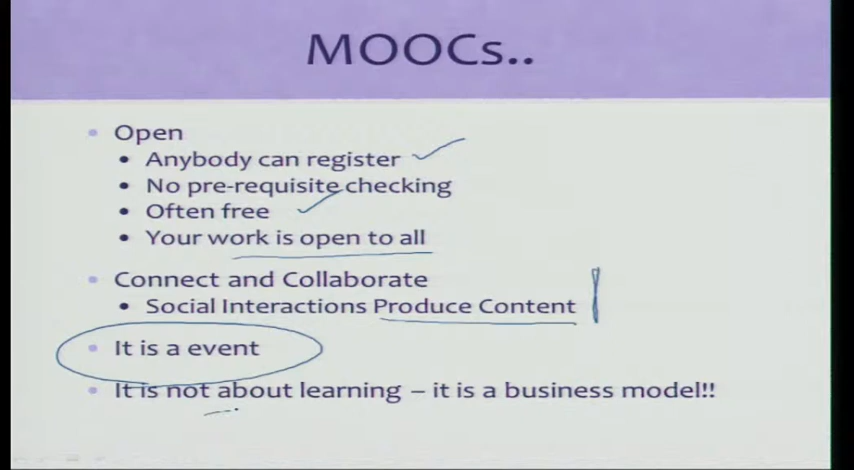 MOOCs..
• Open
• Anybody can register
• No pre-requisite checking
• Often free
• Your work is open to all
• Connect and Collaborate
• Social Interactions Produce Content
• It is a event
• It is not about learning – it is a business model!!